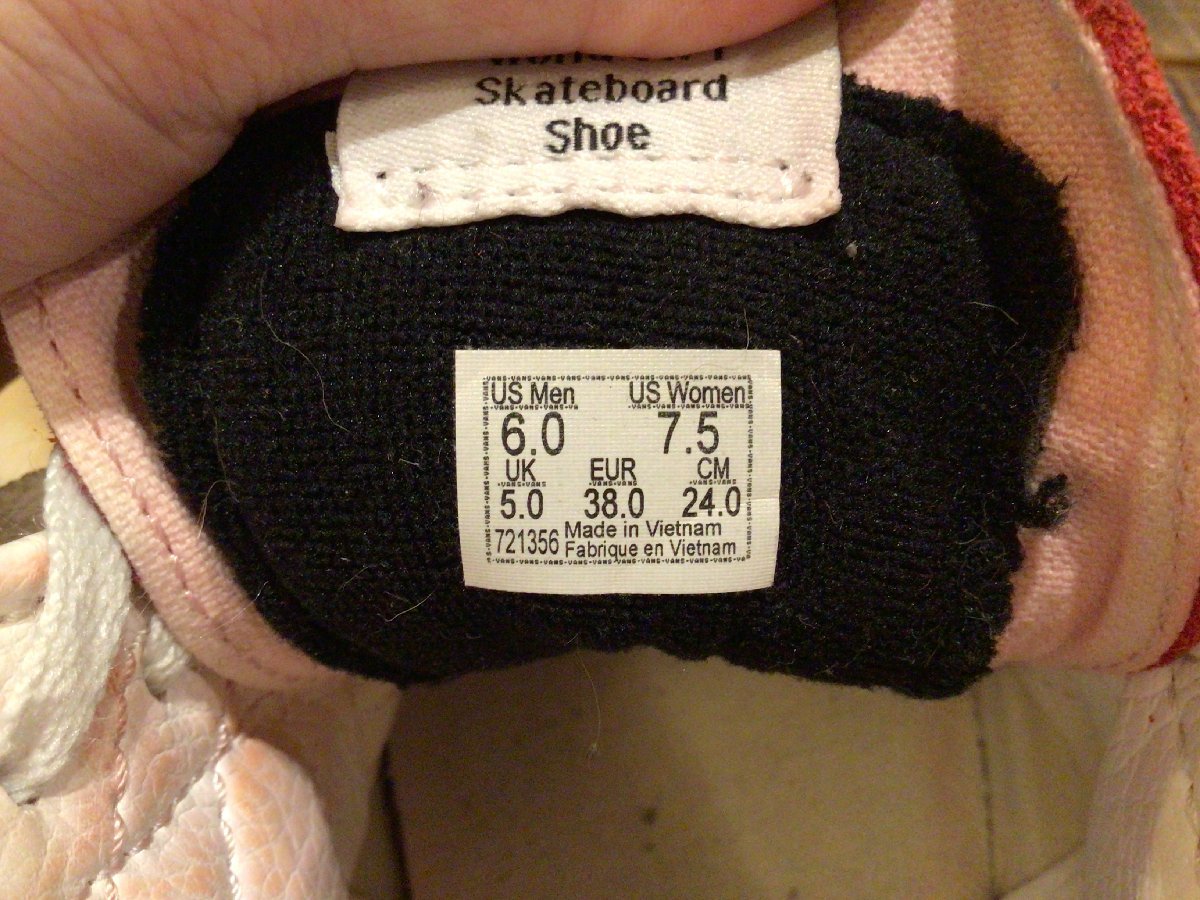 Skateboard
Shoe
US Men US Women
6.0 7.5
UK EUR CM
5.0 38.0 24.0
721356 Made in Vietnam
Fabrique en Vietnam